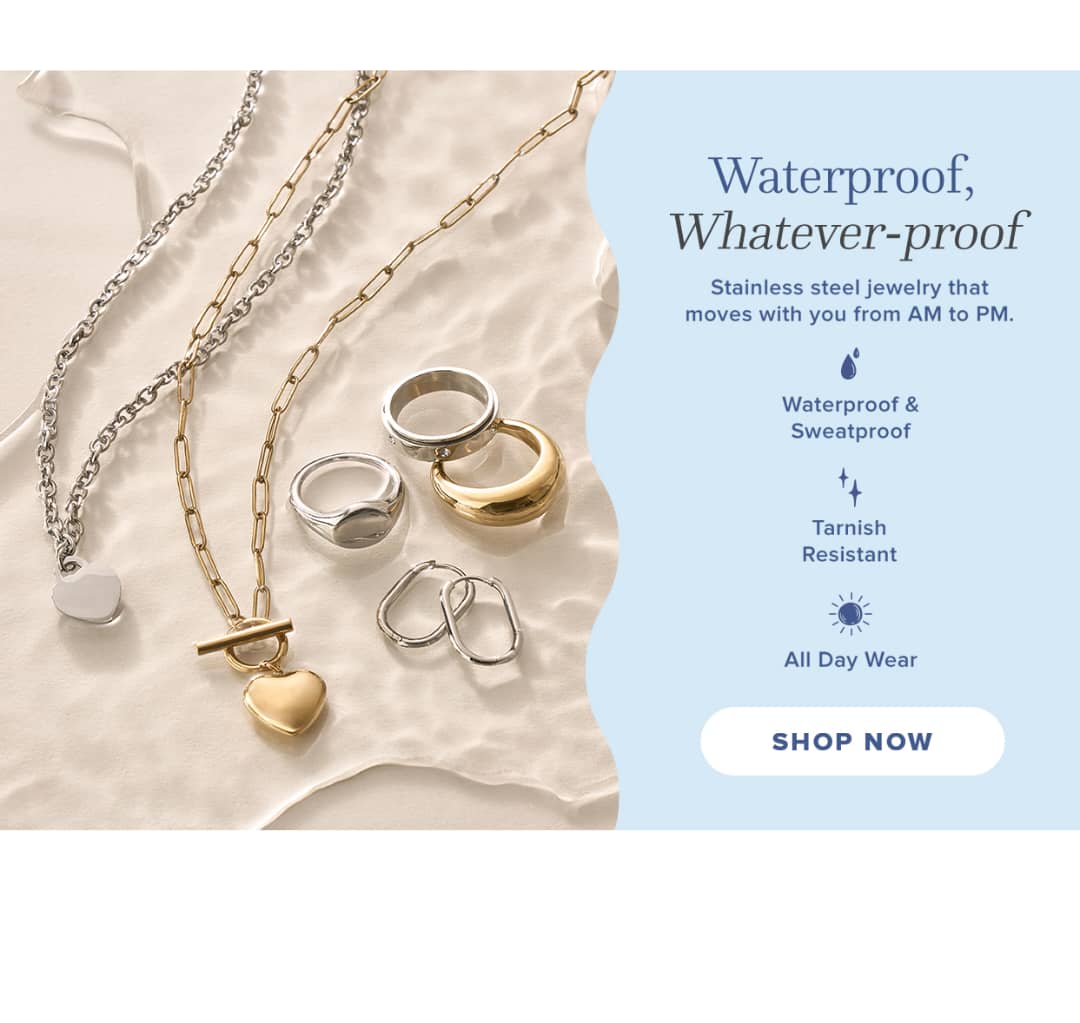 Waterproof,
Whatever-proof
Stainless steel jewelry that
moves with you from AM to PM.
Waterproof &
Sweatproof
Tarnish
Resistant
All Day Wear
SHOP NOW